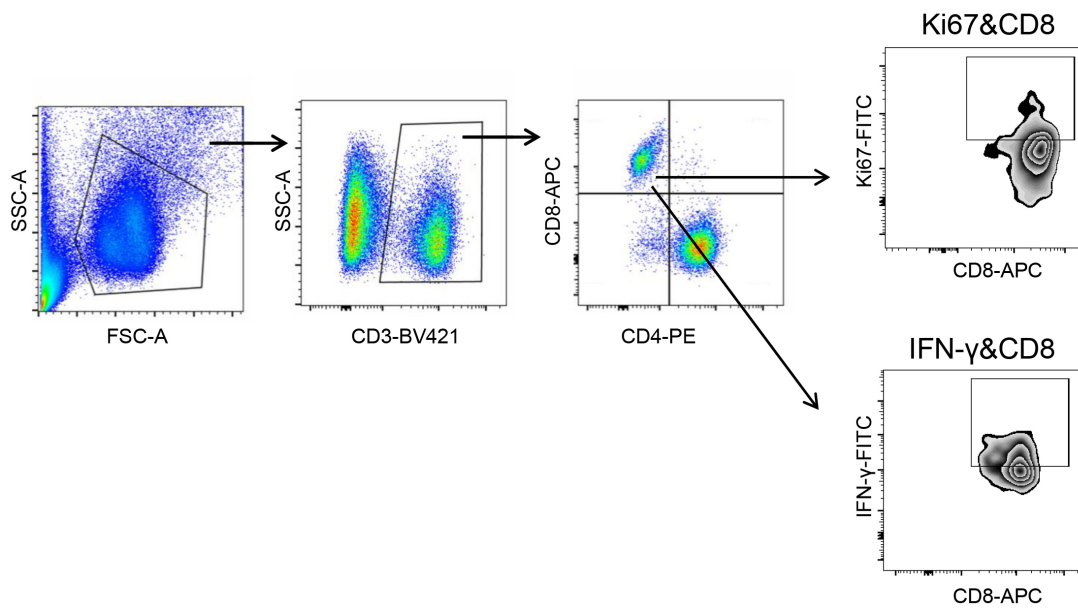 Ki67&CD8
SSC-A
FSC-A
SSC-A
CD3-BV421
CD8-APC
CD4-PE
Ki67-FITC
CD8-APC
IFN-γ&CD8
IFN-γ-FITC
CD8-APC